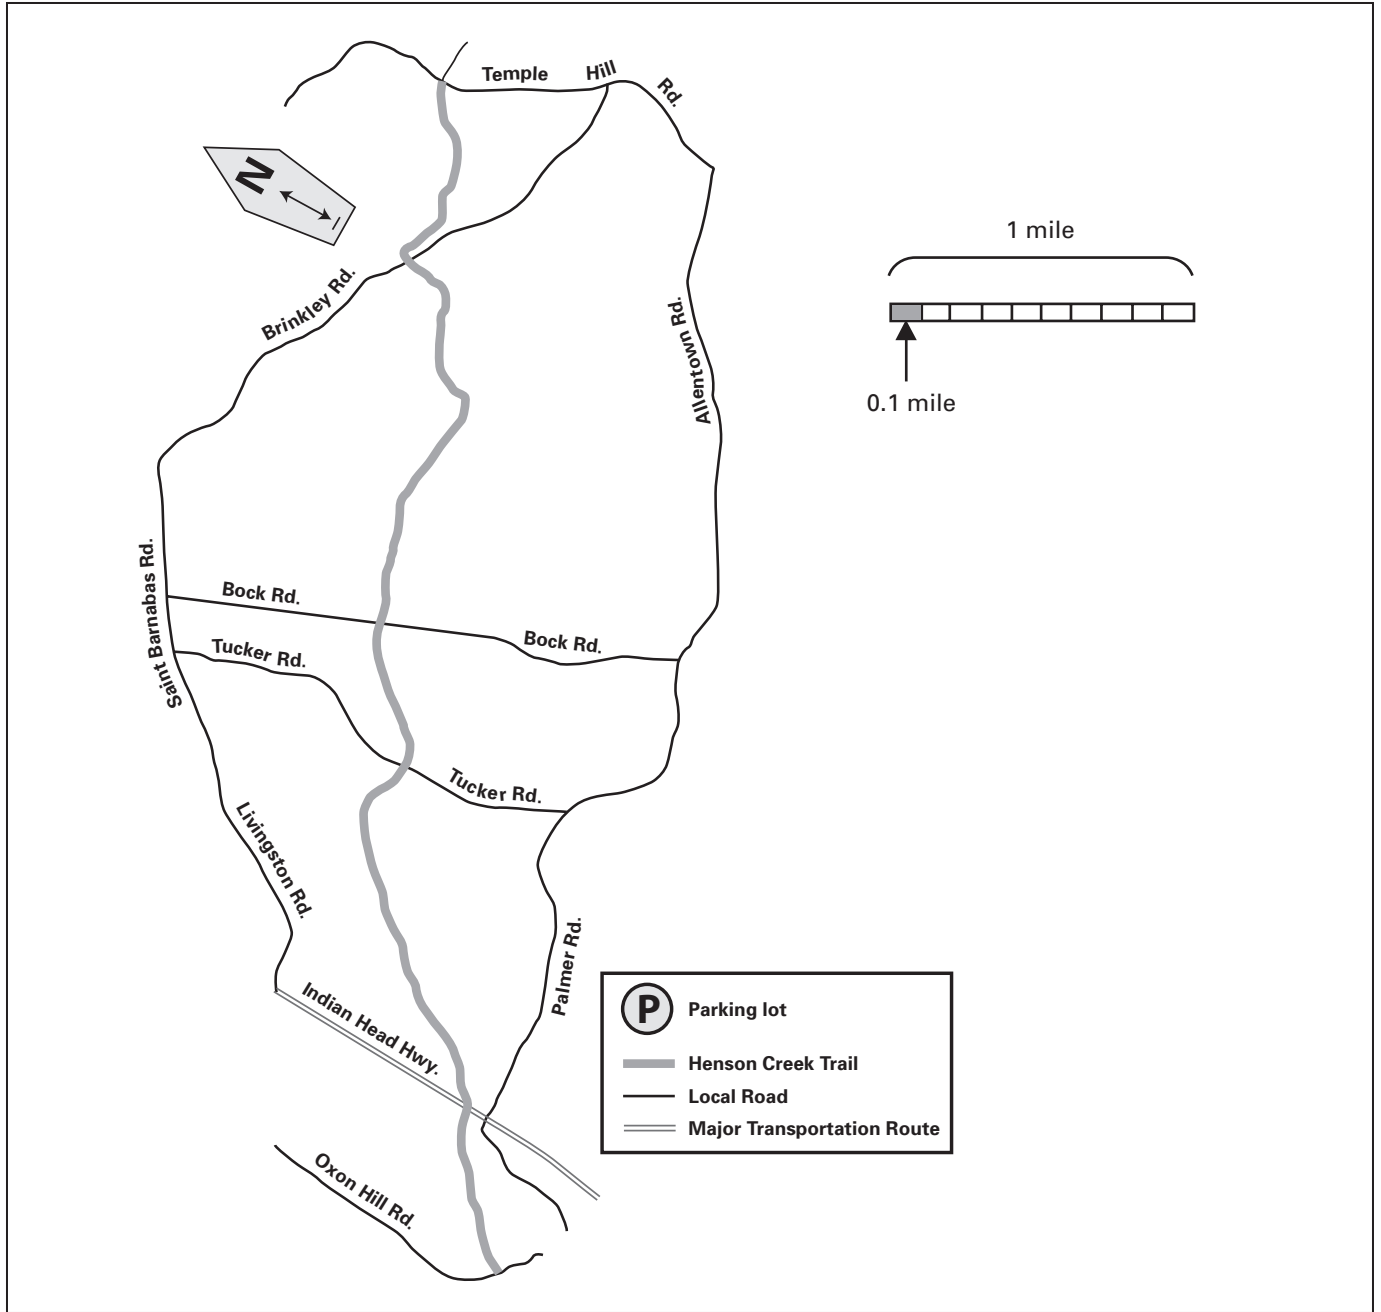 Temple Hill Rd.
N
1 mile
Brinkley Rd.
Allentown Rd.
0.1 mile
Saint Barnabas Rd.
Bock Rd.
Bock Rd.
Tucker Rd.
Tucker Rd.
Livingston Rd.
Palmer Rd.
Indian Head Hwy.
P Parking lot
Henson Creek Trail
Local Road
Major Transportation Route
Oxon Hill Rd.